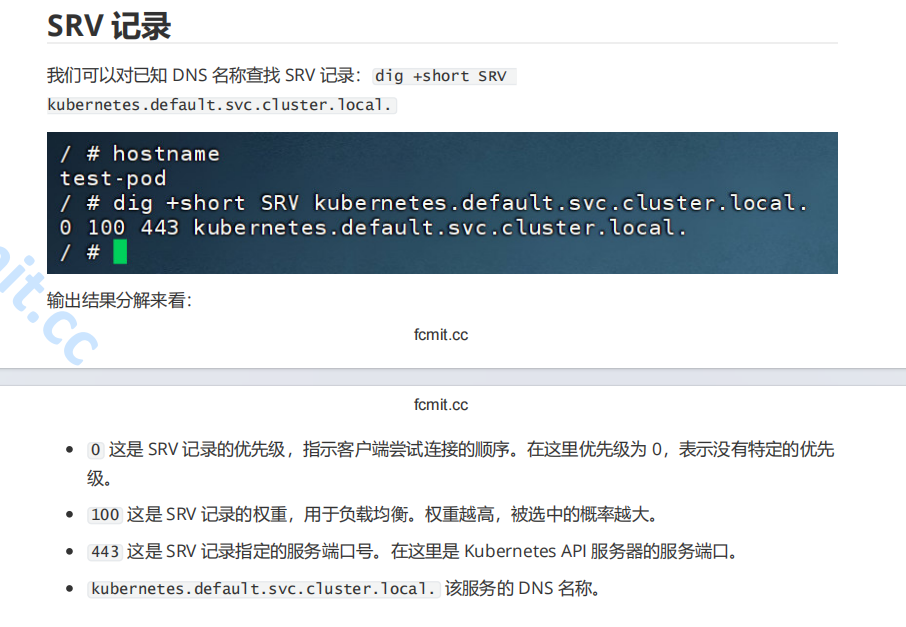 SRV 记录
我们可以对已知 DNS 名称查找 SRV 记录：dig +short SRV
kubernetes.default.svc.cluster.local.
/ # hostname
test-pod
/ # dig +short SRV kubernetes.default.svc.cluster.local.
0 100 443 kubernetes.default.svc.cluster.local.
/ #
mit.cc
输出结果分解来看：
fcmit.cc
fcmit.cc
0 这是 SRV 记录的优先级，指示客户端尝试连接的顺序。在这里优先级为 0，表示没有特定的优先
级。
100 这是 SRV 记录的权重，用于负载均衡。权重越高，被选中的概率越大。
443 这是 SRV 记录指定的服务端口号。在这里是 Kubernetes API 服务器的服务端口。
kubernetes.default.svc.cluster.local. 该服务的 DNS 名称。